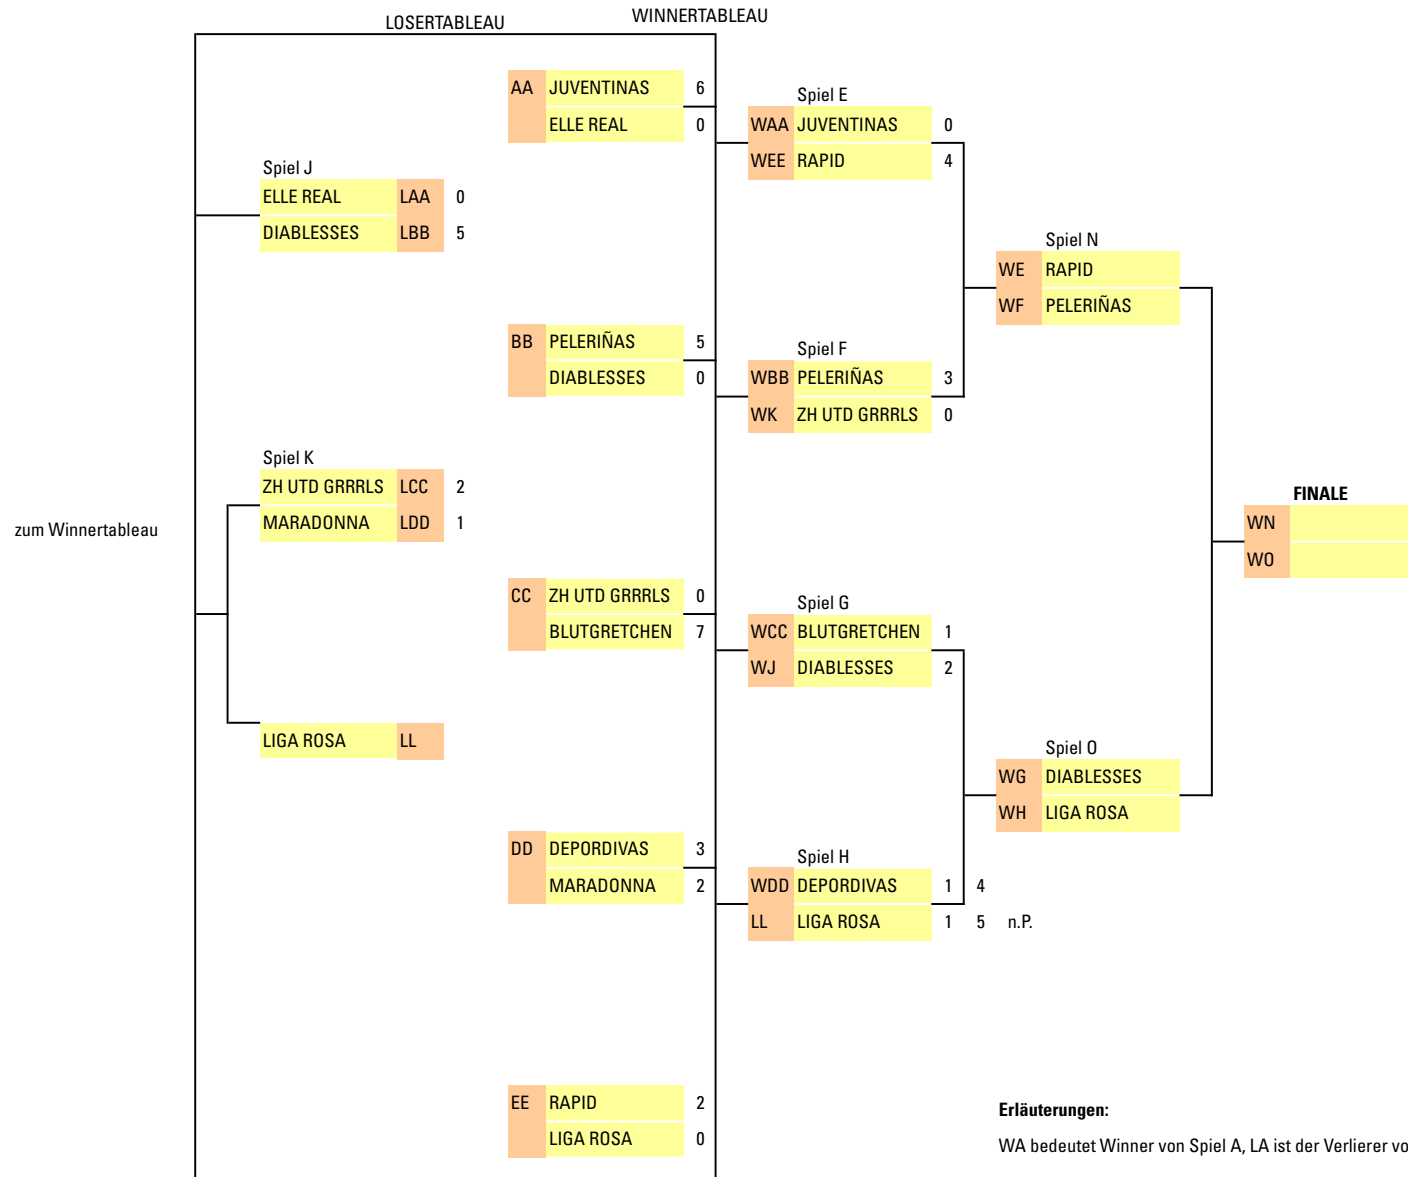 LOSERTABLEAU WINNERTABLEAU
AA JUVENTINAS 6
ELLE REAL 0
Spiel E
WAA JUVENTINAS 0
WEE RAPID 4
Spiel J
ELLE REAL LAA 0
DIABLESSES LBB 5
Spiel N
WE RAPID
WF PELERIÑAS
BB PELERIÑAS 5
DIABLESSES 0
Spiel F
WBB PELERIÑAS 3
WK ZH UTD GRRRLS 0
Spiel K
ZH UTD GRRRLS LCC 2
MARADONNA LDD 1
zum Winnertableau
FINALE
WN
WO
CC ZH UTD GRRRLS 0
BLUTGRETCHEN 7
Spiel G
WCC BLUTGRETCHEN 1
WJ DIABLESSES 2
LIGA ROSA LL
Spiel O
WG DIABLESSES
WH LIGA ROSA
DD DEPORDIVAS 3
MARADONNA 2
Spiel H
WDD DEPORDIVAS 1 4
LL LIGA ROSA 1 5 n.P.
EE RAPID 2
LIGA ROSA 0
Erläuterungen:
WA bedeutet Winner von Spiel A, LA ist der Verlierer vo